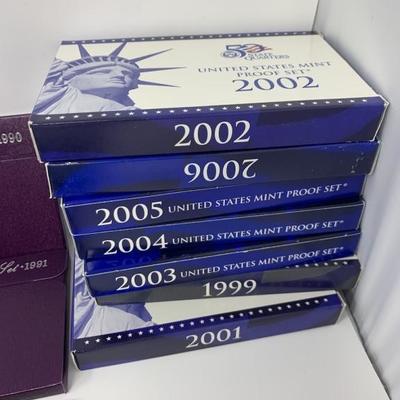 50
STATE
QUARTERS
UNITED STATES MINT
PROOF SET®
2002
2002
2006
2005 UNITED STATES MINT PROOF SET®
2004 UNITED STATES MINT PROOF SET®
2003 UNITED STATES MINT PROOF SET®
1999
2001
1990
Set • 1991